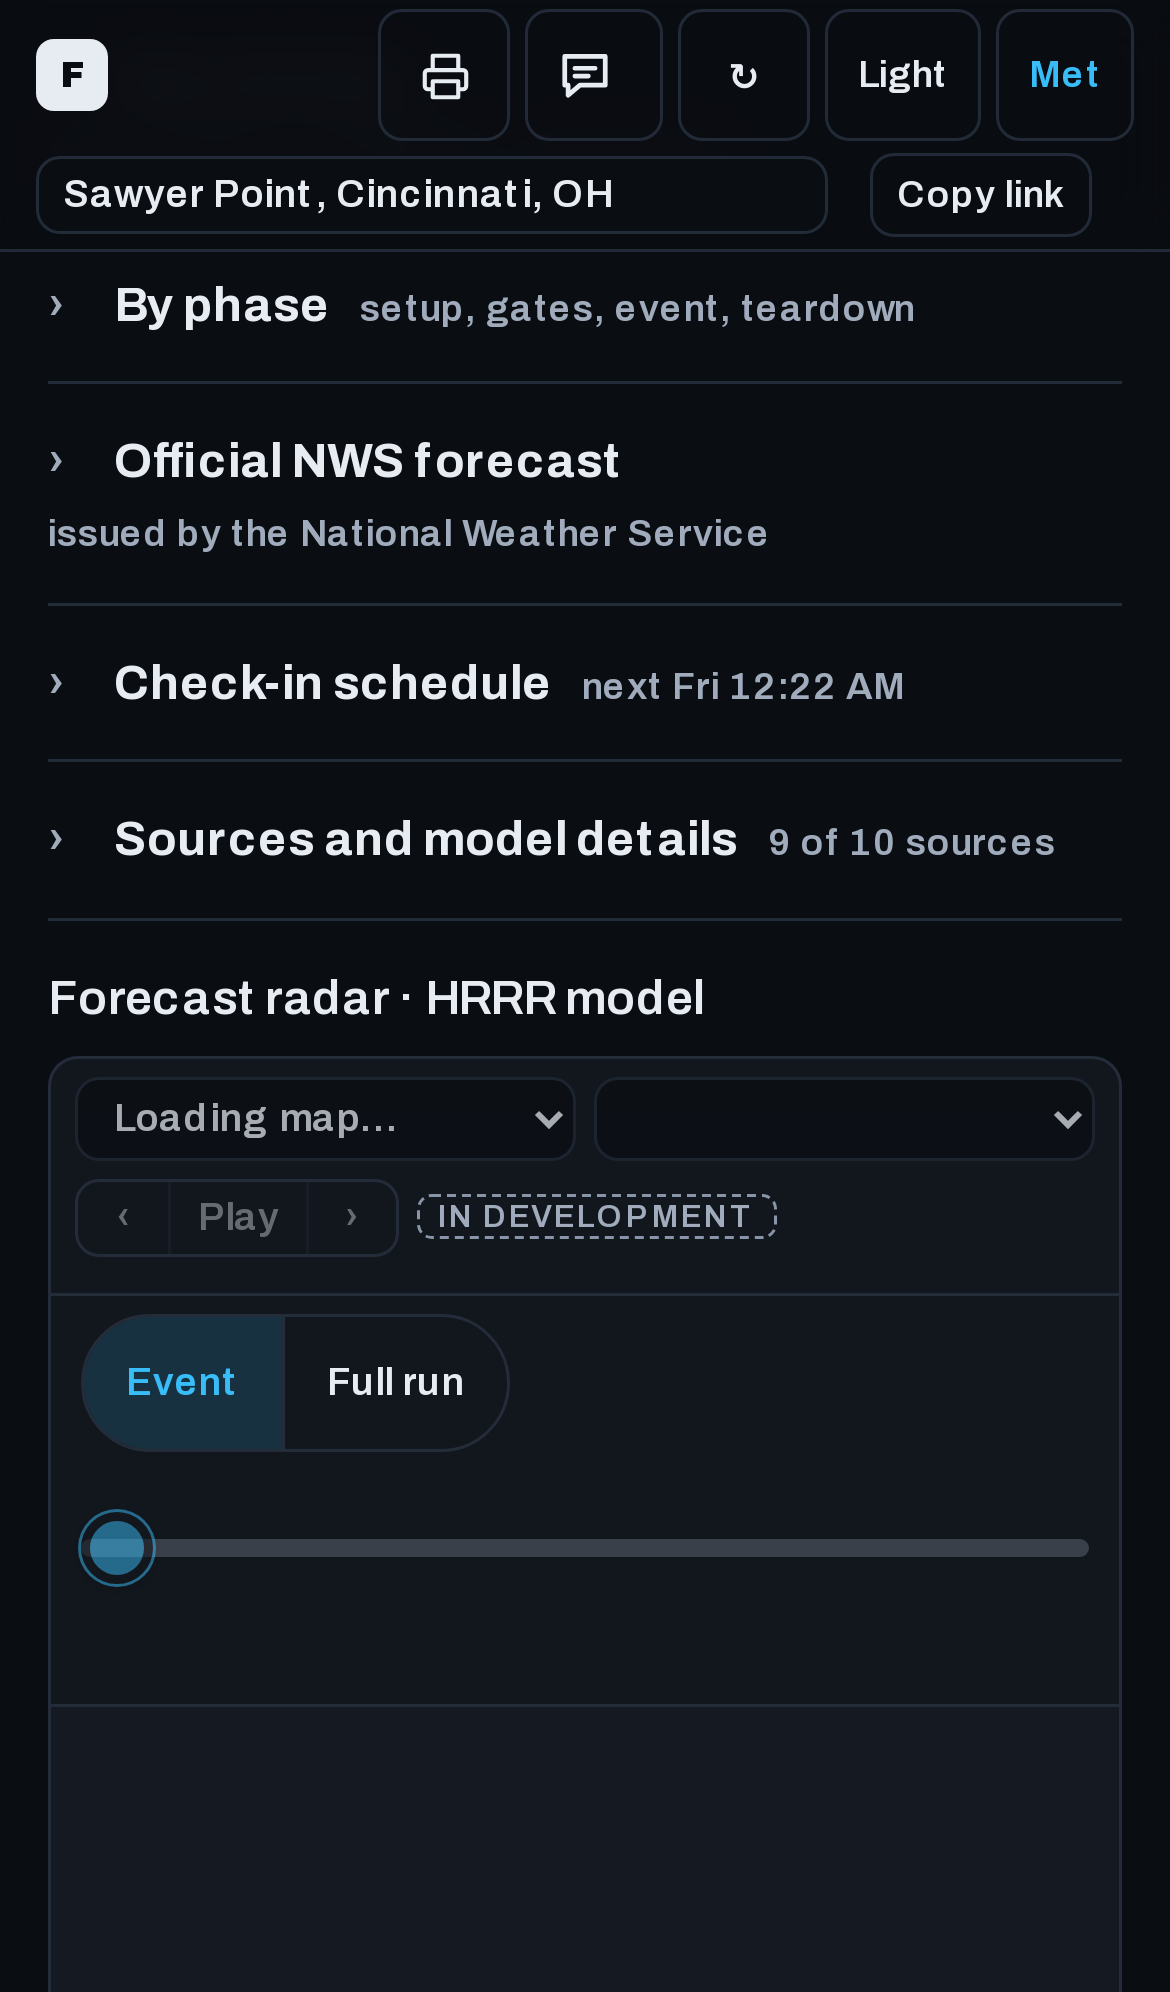 F
↻ Light Met
Sawyer Point, Cincinnati, OH Copy link
› By phase setup, gates, event, teardown
› Official NWS forecast
issued by the National Weather Service
› Check-in schedule next Fri 12:22 AM
› Sources and model details 9 of 10 sources
Forecast radar · HRRR model
Loading map...
‹ Play › IN DEVELOPMENT
Event Full run